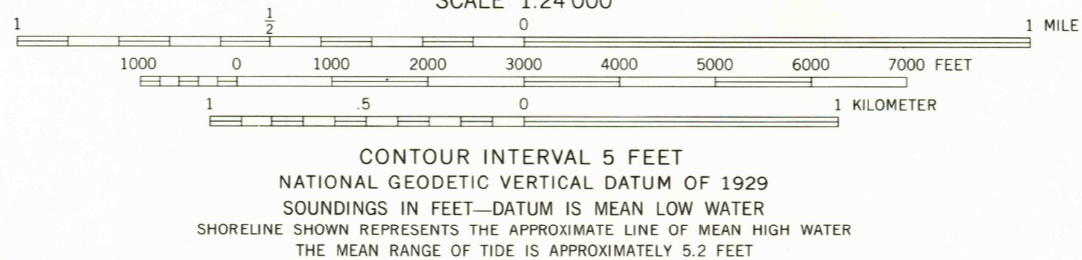 SCALE 1:24 000
1 1/2 0 1 MILE
1000 0 1000 2000 3000 4000 5000 6000 7000 FEET
1 .5 0 1 KILOMETER
CONTOUR INTERVAL 5 FEET
NATIONAL GEODETIC VERTICAL DATUM OF 1929
SOUNDINGS IN FEET—DATUM IS MEAN LOW WATER
SHORELINE SHOWN REPRESENTS THE APPROXIMATE LINE OF MEAN HIGH WATER
THE MEAN RANGE OF TIDE IS APPROXIMATELY 5.2 FEET